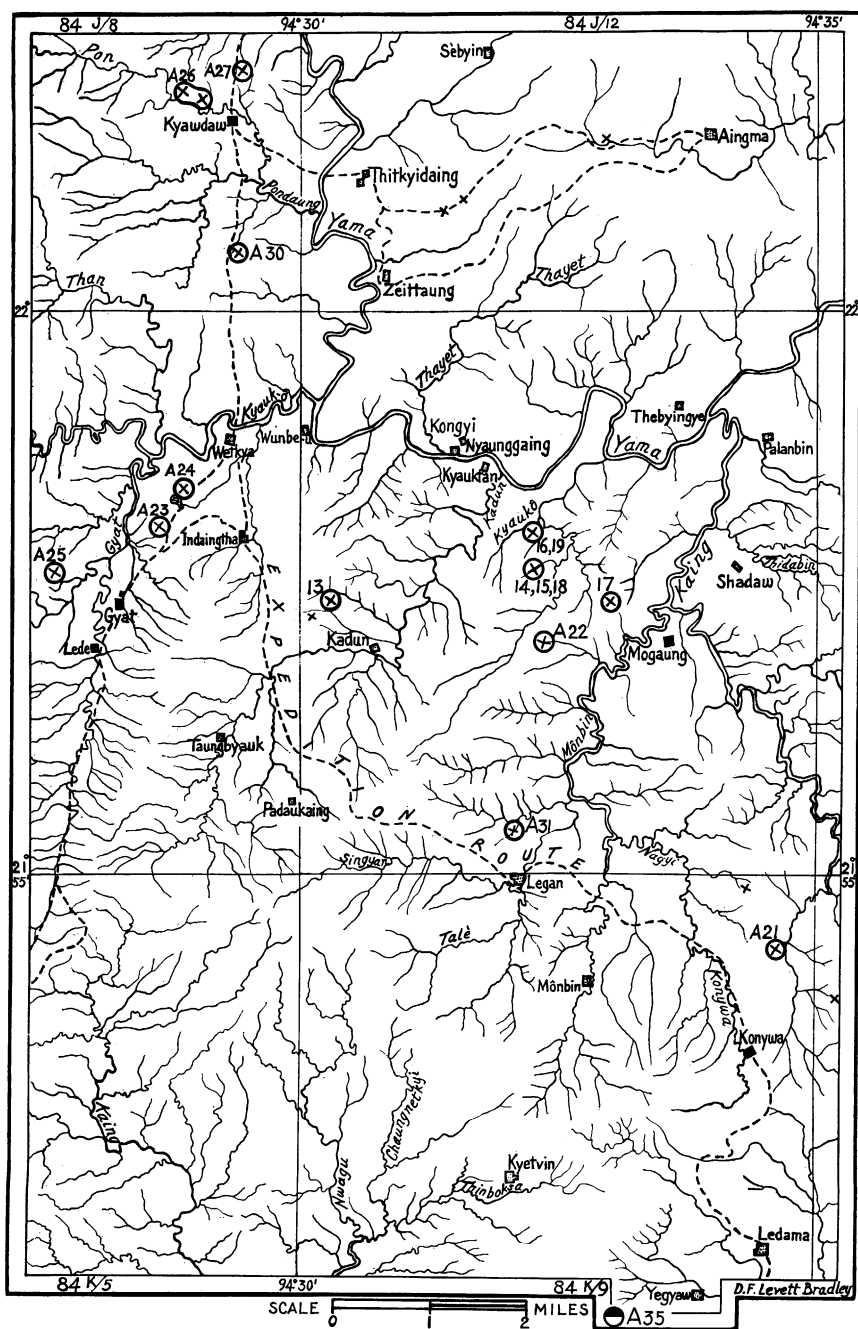 84 J/8
94°30'
84 J/12
94°35'
Pon
A26
A27
Sèbyin
Kyawdaw
Aingma
Thitkyidaing
Pondaung
Yama
A30
Than
Zeittaung
Thayet
22°
22°
Thayet
Kyauk
Wetkya
Wunbe
Kongyi
Nyaunggaing
Kyauktan
Thebyingye
Yama
Palanbin
A24
Kadun
A23
Gyat
Kyauko
16,19
Indaingtha
Kaing
A25
14,15,18
Shadaw
Thidabin
13
17
Gyat
A22
Lede
Kadun
Mogaung
EXPEDITION ROUTE
Taungbyauk
Mônbin
Padaukaing
A31
Singyan
Nagyi
21°
55'
21°
55'
Legan
Talè
A21
Mônbin
Konywa
Konywa
Kaing
Nwagu
Chaungnetkyi
Kyetvin
Thinbokza
Ledama
84 K/5
94°30'
84 K/9
Yegyaw
D.F. Levett Bradley
SCALE
MILES
0
1
2
A35